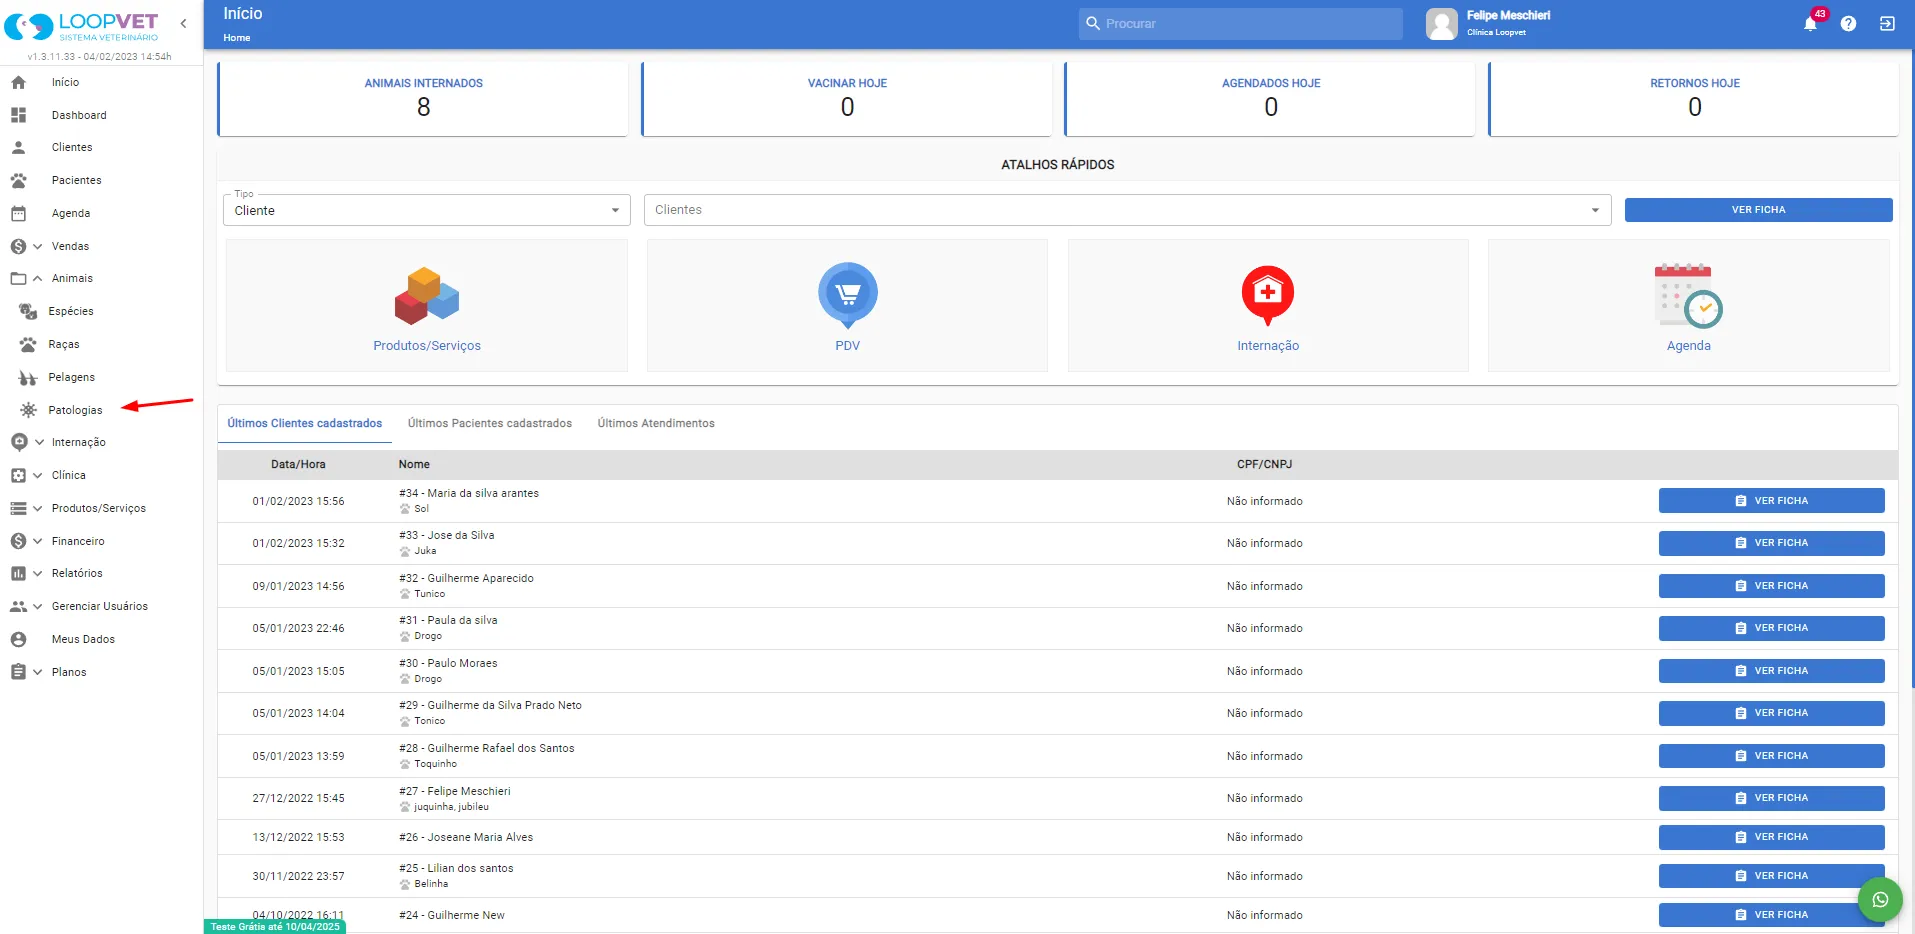 LOOPVET
SISTEMA VETERINÁRIO
v1.3.11.33 - 04/02/2023 14:54h
Início
Dashboard
Clientes
Pacientes
Agenda
Vendas
Animais
Espécies
Raças
Pelagens
Patologias
Internação
Clínica
Produtos/Serviços
Financeiro
Relatórios
Gerenciar Usuários
Meus Dados
Planos
Início
Home
Procurar
Felipe Meschieri
Clínica Loopvet
43
ANIMAIS INTERNADOS
8
VACINAR HOJE
0
AGENDADOS HOJE
0
RETORNOS HOJE
0
ATALHOS RÁPIDOS
Tipo
Cliente
Clientes
VER FICHA
Produtos/Serviços
PDV
Internação
Agenda
Últimos Clientes cadastrados
Últimos Pacientes cadastrados
Últimos Atendimentos
Data/Hora Nome CPF/CNPJ
01/02/2023 15:56 #34 - Maria da silva arantes Não informado VER FICHA
Sol
01/02/2023 15:32 #33 - Jose da Silva Não informado VER FICHA
Juka
09/01/2023 14:56 #32 - Guilherme Aparecido Não informado VER FICHA
Tunico
05/01/2023 22:46 #31 - Paula da silva Não informado VER FICHA
Drogo
05/01/2023 15:05 #30 - Paulo Moraes Não informado VER FICHA
Drogo
05/01/2023 14:04 #29 - Guilherme da Silva Prado Neto Não informado VER FICHA
Tonico
05/01/2023 13:59 #28 - Guilherme Rafael dos Santos Não informado VER FICHA
Toquinho
27/12/2022 15:45 #27 - Felipe Meschieri Não informado VER FICHA
juquinha, jubileu
13/12/2022 15:53 #26 - Joseane Maria Alves Não informado VER FICHA
30/11/2022 23:57 #25 - Lilian dos santos Não informado VER FICHA
Belinha
04/10/2022 16:11 #24 - Guilherme New Não informado VER FICHA
Teste Grátis até 10/04/2025